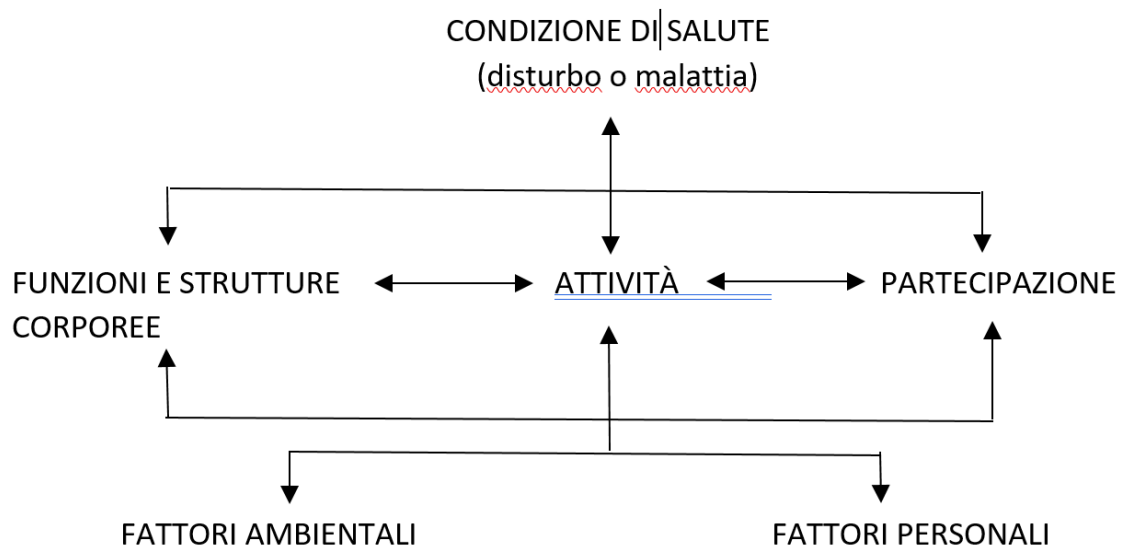 CONDIZIONE DI SALUTE
(disturbo o malattia)
FUNZIONI E STRUTTURE
CORPOREE
ATTIVITÀ
PARTECIPAZIONE
FATTORI AMBIENTALI
FATTORI PERSONALI